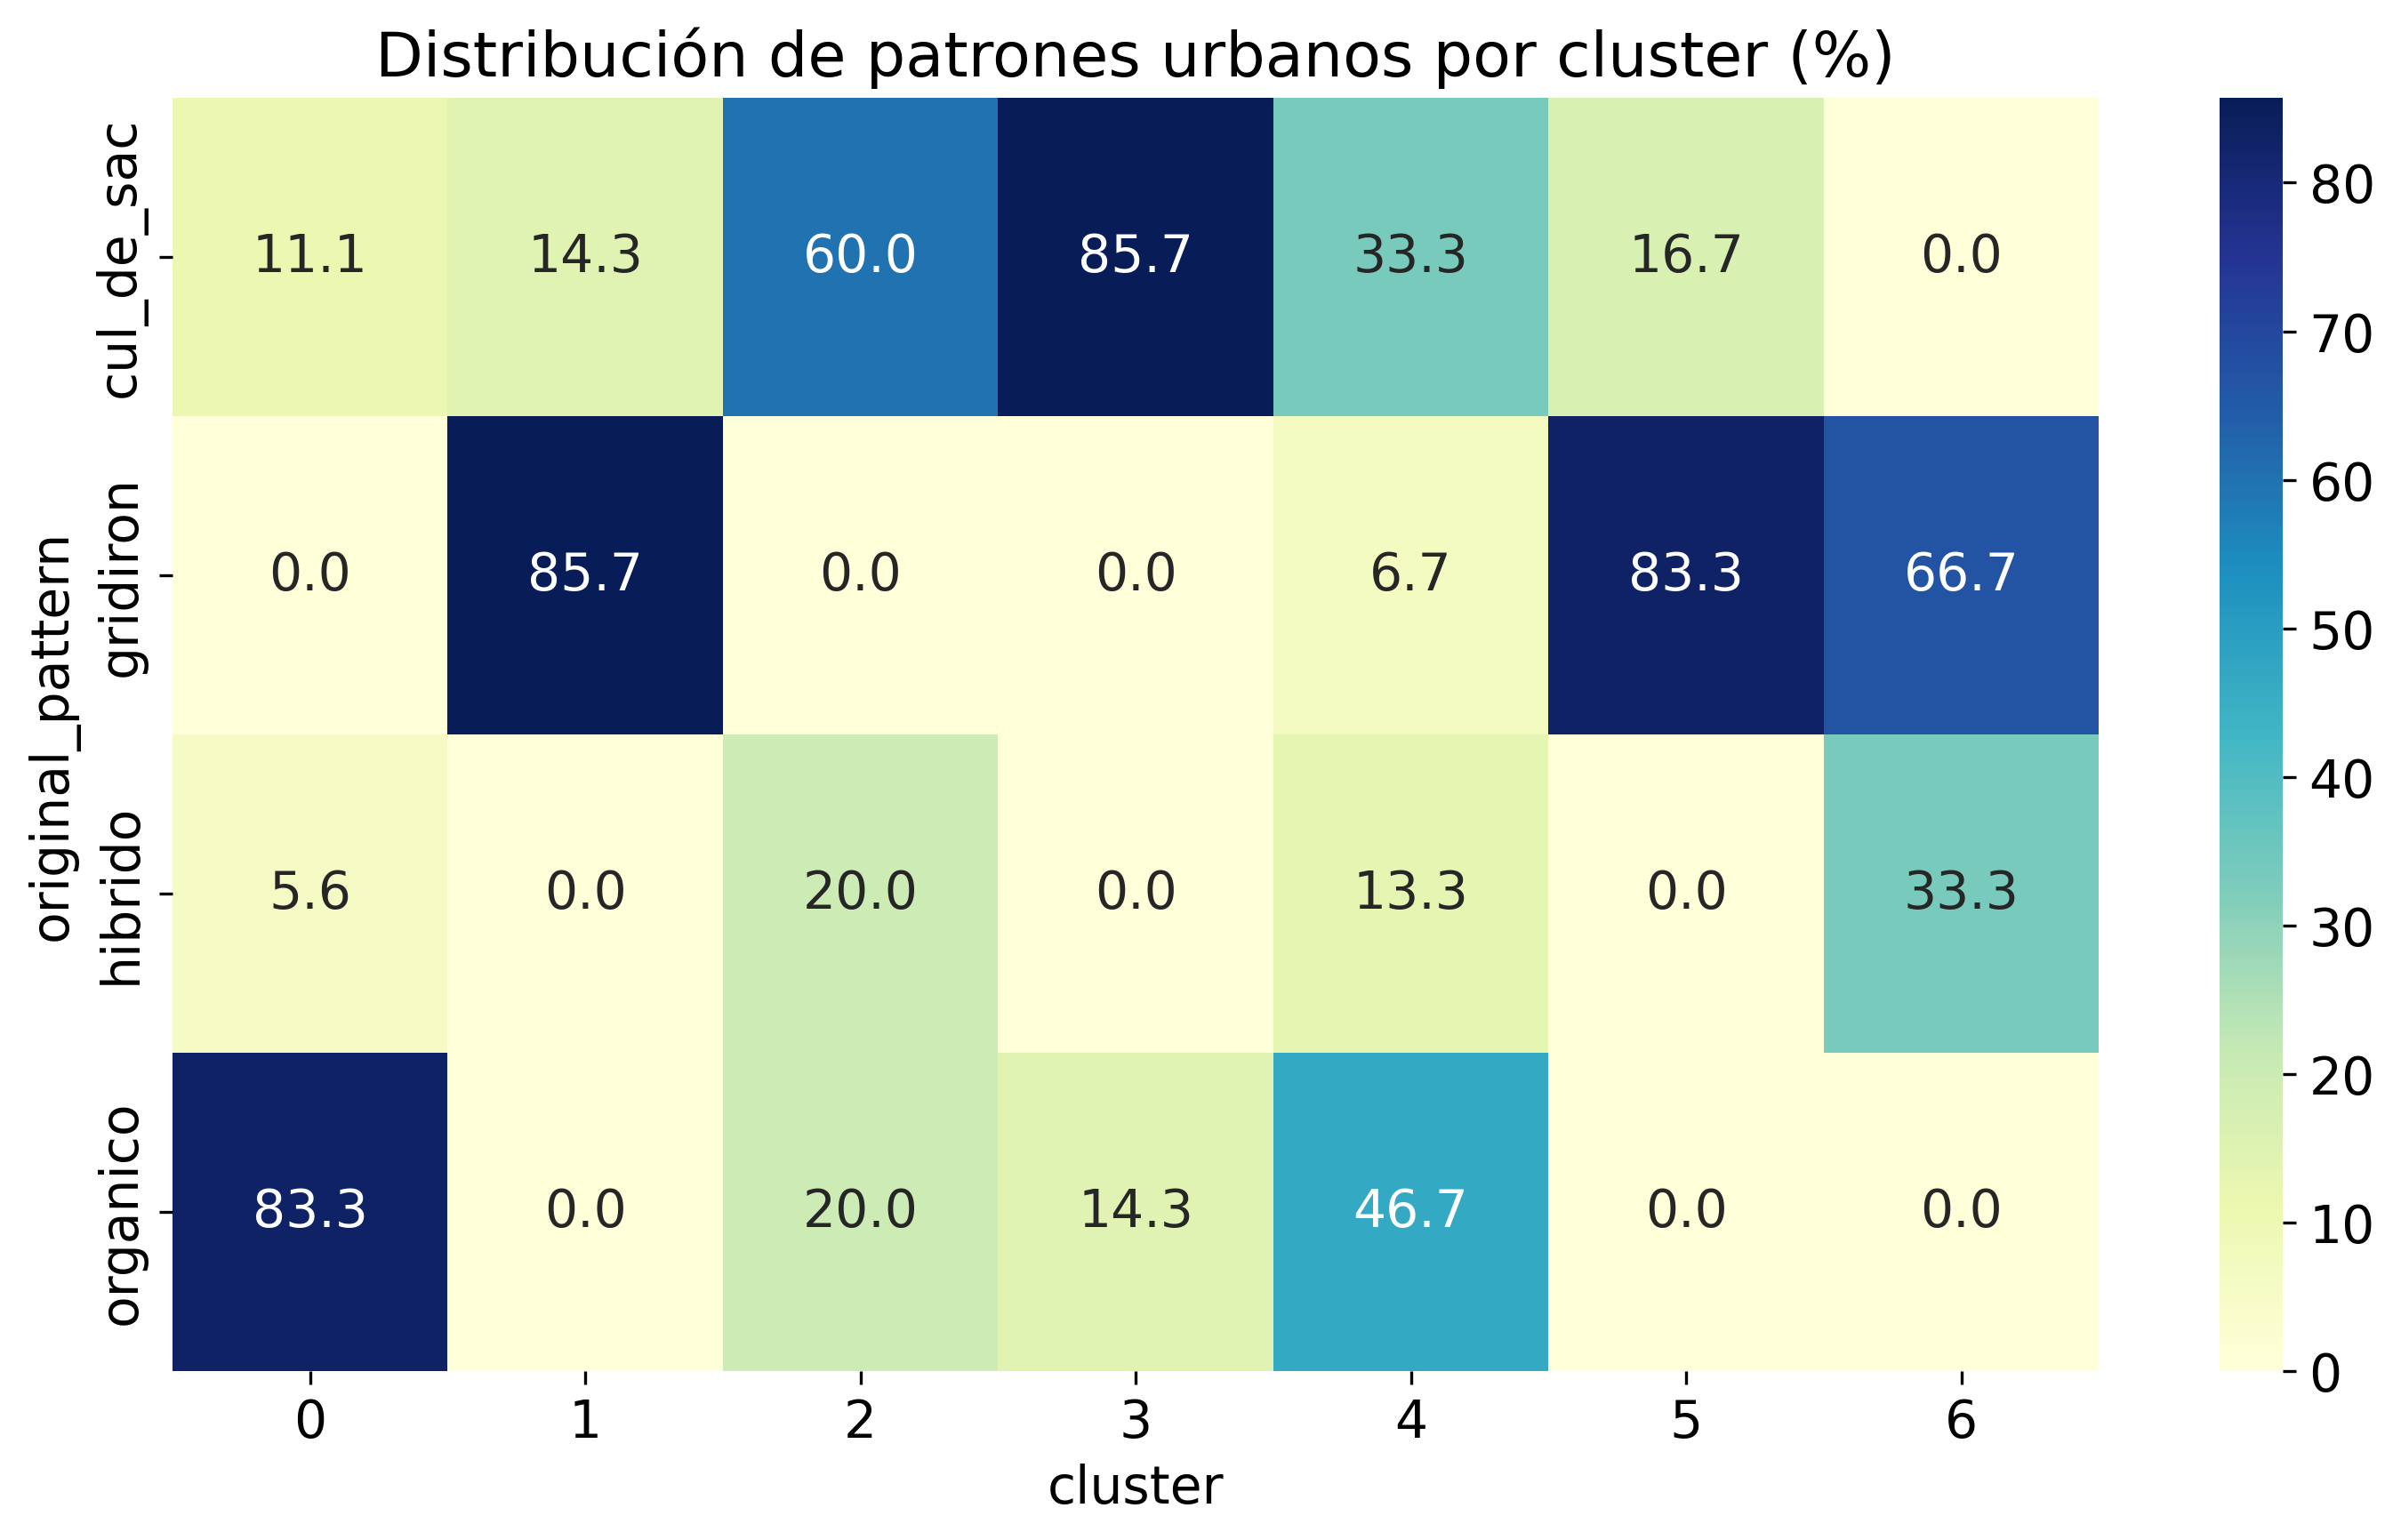 Distribución de patrones urbanos por cluster (%)
original_pattern
cul_de_sac
11.1 14.3 60.0 85.7 33.3 16.7 0.0
gridiron
0.0 85.7 0.0 0.0 6.7 83.3 66.7
hibrido
5.6 0.0 20.0 0.0 13.3 0.0 33.3
organico
83.3 0.0 20.0 14.3 46.7 0.0 0.0
0 1 2 3 4 5 6
cluster
80
70
60
50
40
30
20
10
0